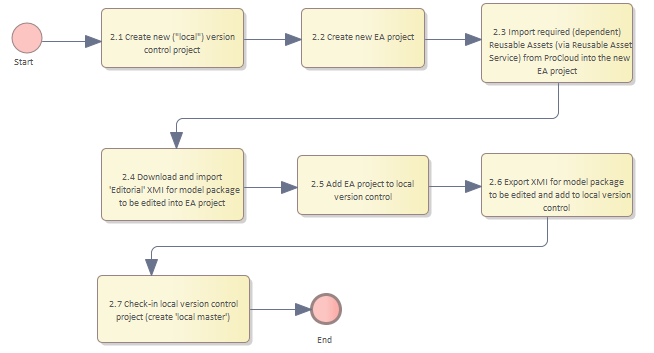 2.1 Create new ("local") version
control project
2.2 Create new EA project
2.3 Import required (dependent)
Reusable Assets (via Reusable Asset
Service) from ProCloud into the new
EA project
Start
2.4 Download and import
'Editorial' XMI for model package
to be edited into EA project
2.5 Add EA project to local
version control
2.6 Export XMI for model package
to be edited and add to local version
control
2.7 Check-in local version control
project (create 'local master')
End